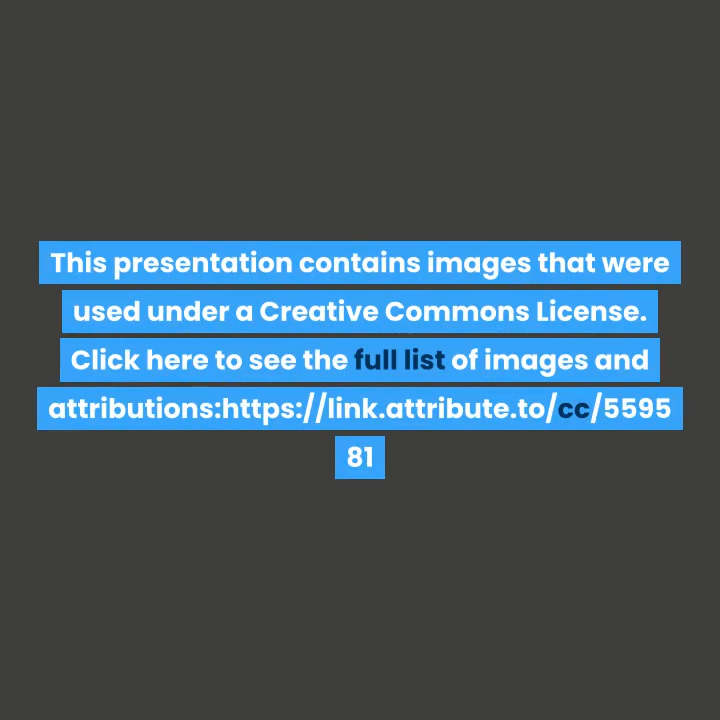 This presentation contains images that were
used under a Creative Commons License.
Click here to see the full list of images and
attributions:https://link.attribute.to/cc/5595
81